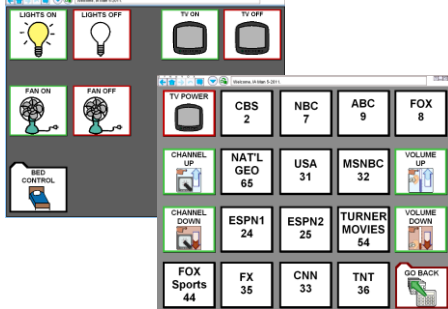 LIGHTS ON
LIGHTS OFF
TV ON
TV OFF
FAN ON
FAN OFF
BED
CONTROL
TV POWER
CBS
2
NBC
7
ABC
9
FOX
8
CHANNEL
UP
NAT'L
GEO
65
USA
31
MSNBC
32
VOLUME
UP
CHANNEL
DOWN
ESPN1
24
ESPN2
25
TURNER
MOVIES
54
VOLUME
DOWN
FOX
Sports
44
FX
35
CNN
33
TNT
36
GO BACK